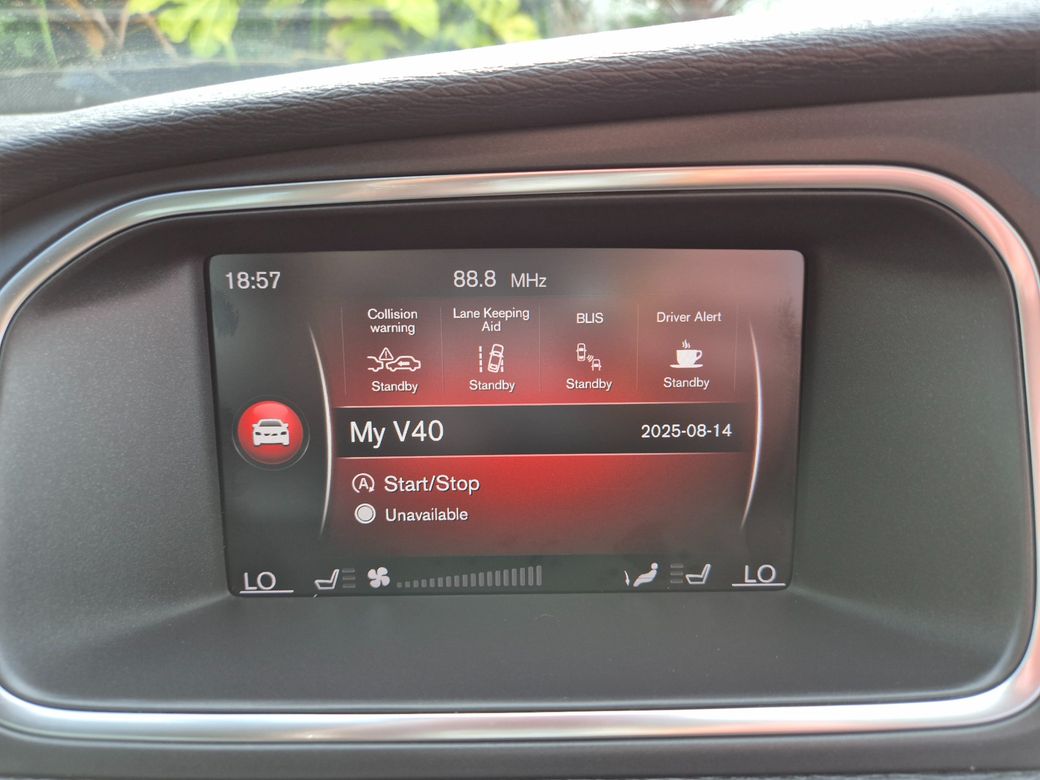 18:57 88.8 MHz
Collision warning
Lane Keeping Aid
BLIS
Driver Alert
Standby Standby Standby Standby
My V40 2025-08-14
A Start/Stop
Unavailable
LO LO